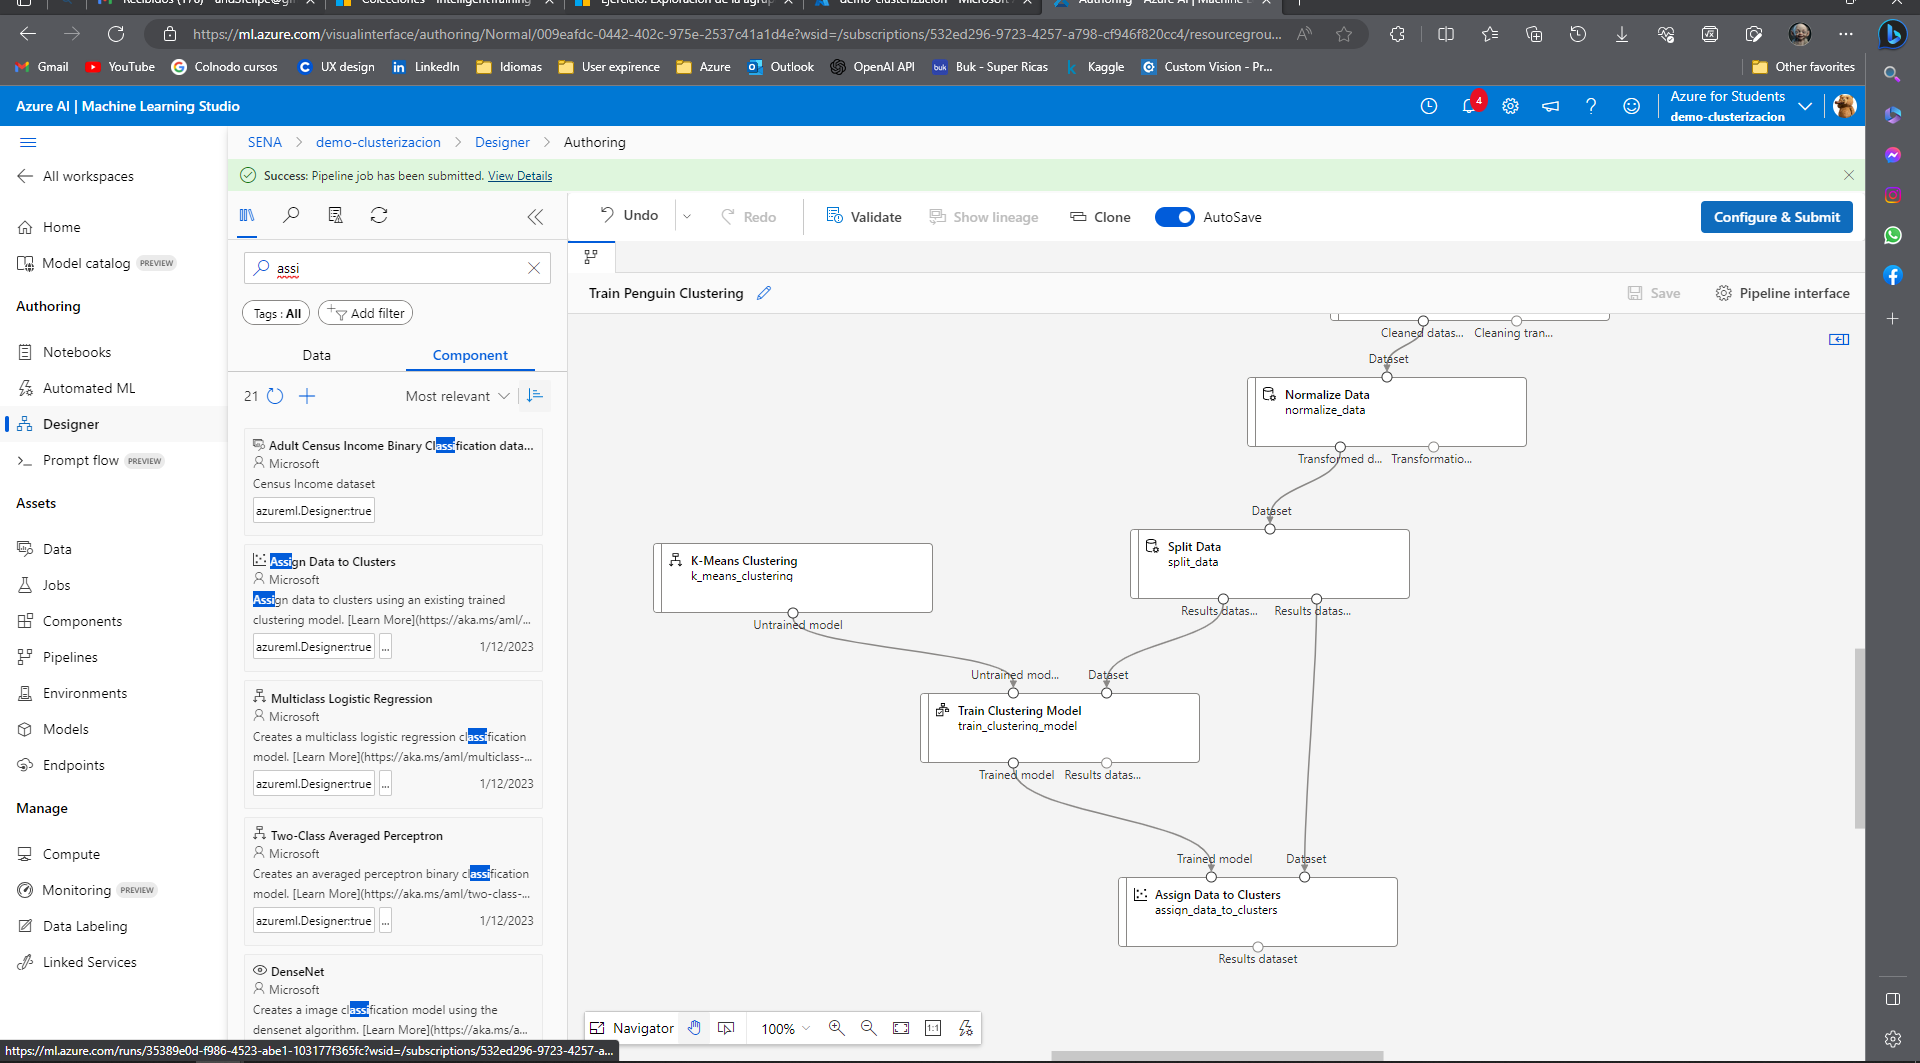 Recibidos (170) - andsfelipe@g
Colecciones - IntelligentTraining
Ejercicio: Exploración de la agrup
demo-clusterizacion - Microsoft
Authoring - Azure AI | Machine L
https://ml.azure.com/visualinterface/authoring/Normal/009eafdc-0442-402c-975e-2537c41a1d4e?wsid=/subscriptions/532ed296-9723-4257-a798-cf946f820cc4/resourcegrou...
Gmail YouTube Colnodo cursos UX design LinkedIn Idiomas User expirence Azure Outlook OpenAI API Buk - Super Ricas Kaggle Custom Vision - Pr... Other favorites
Azure AI | Machine Learning Studio
4
Azure for Students
demo-clusterizacion
SENA > demo-clusterizacion > Designer > Authoring
All workspaces
Home
Model catalog PREVIEW
Authoring
Notebooks
Automated ML
Designer
Prompt flow PREVIEW
Assets
Data
Jobs
Components
Pipelines
Environments
Models
Endpoints
Manage
Compute
Monitoring PREVIEW
Data Labeling
Linked Services
Success: Pipeline job has been submitted. View Details
assi
Tags : All
Add filter
Data
Component
21
Most relevant
Adult Census Income Binary Classification data...
Microsoft
Census Income dataset
azureml.Designer:true
Assign Data to Clusters
Microsoft
Assign data to clusters using an existing trained
clustering model. [Learn More](https://aka.ms/aml/...
azureml.Designer:true ... 1/12/2023
Multiclass Logistic Regression
Microsoft
Creates a multiclass logistic regression classification
model. [Learn More](https://aka.ms/aml/multiclass-...
azureml.Designer:true ... 1/12/2023
Two-Class Averaged Perceptron
Microsoft
Creates an averaged perceptron binary classification
model. [Learn More](https://aka.ms/aml/two-class-...
azureml.Designer:true ... 1/12/2023
DenseNet
Microsoft
Creates a image classification model using the
densenet algorithm. [Learn More](https://aka.ms/a...
https://ml.azure.com/runs/35389e0d-f986-4523-abe1-103177f365fc?wsid=/subscriptions/532ed296-9723-4257-a...
Undo Redo Validate Show lineage Clone AutoSave Configure & Submit
Train Penguin Clustering
Save
Pipeline interface
Cleaned datas... Cleaning tran...
Dataset
Normalize Data
normalize_data
Transformed d... Transformatio...
Dataset
Split Data
split_data
Results datas... Results datas...
K-Means Clustering
k_means_clustering
Untrained model
Untrained mod... Dataset
Train Clustering Model
train_clustering_model
Trained model Results datas...
Trained model Dataset
Assign Data to Clusters
assign_data_to_clusters
Results dataset
Navigator
100%
1:1